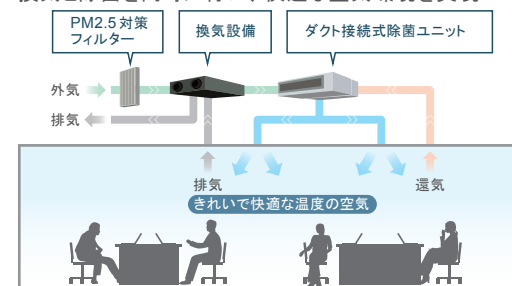 PM2.5対策
フィルター
換気設備
ダクト接続式除菌ユニット
外気
排気
排気
還気
きれいで快適な温度の空気